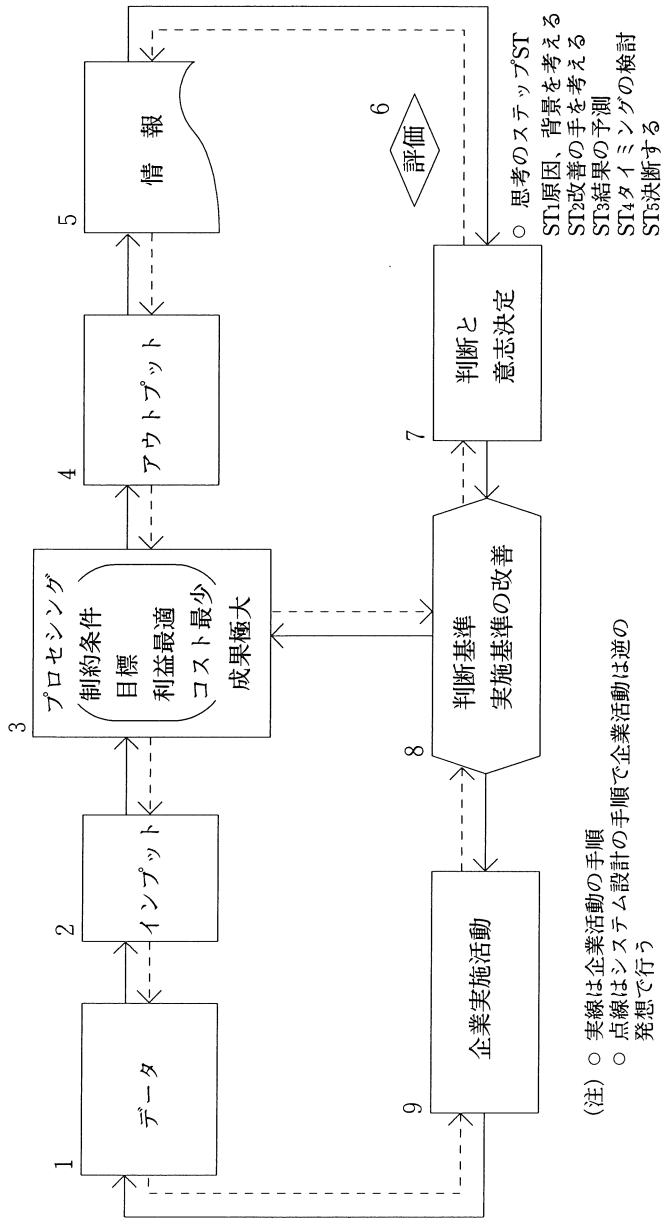 1
データ
2
インプット
3
プロセシング
制約条件
目標
利益最適
コスト最少
成果極大
4
アウトプット
5
情 報
6
評価
7
判断と
意志決定
○ 思考のステップST
ST1原因、背景を考える
ST2改善の手を考える
ST3結果の予測
ST4タイミングの検討
ST5決断する
8
判断基準
実施基準の改善
9
企業実施活動
(注) ○ 実線は企業活動の手順
○ 点線はシステム設計の手順で企業活動は逆の
発想で行う